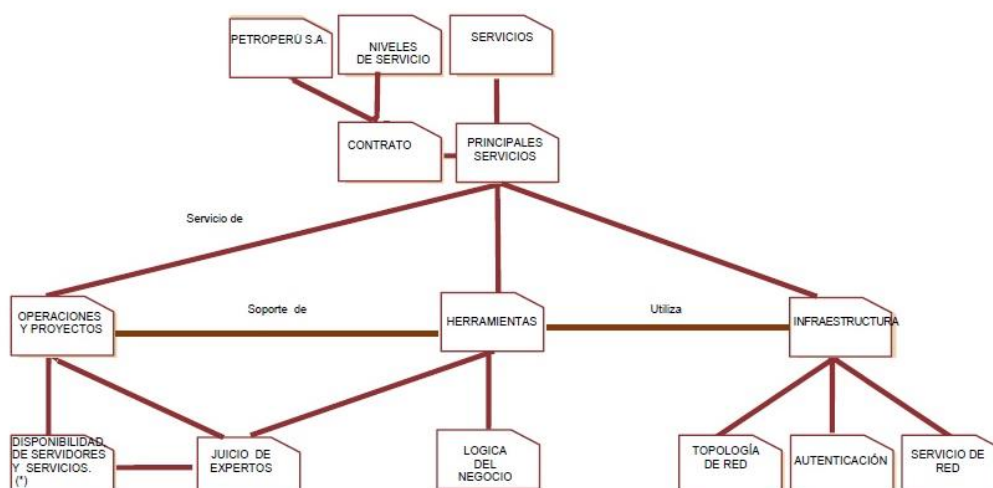 PETROPERÚ S.A.
NIVELES
DE SERVICIO
SERVICIOS
CONTRATO
PRINCIPALES
SERVICIOS
Servicio de
OPERACIONES
Y PROYECTOS
Soporte de
HERRAMIENTAS
Utiliza
INFRAESTRUCTURA
DISPONIBILIDAD
DE SERVIDORES
Y SERVICIOS.
(*)
JUICIO DE
EXPERTOS
LOGICA
DEL
NEGOCIO
TOPOLOGÍA
DE RED
AUTENTICACIÓN
SERVICIO DE
RED